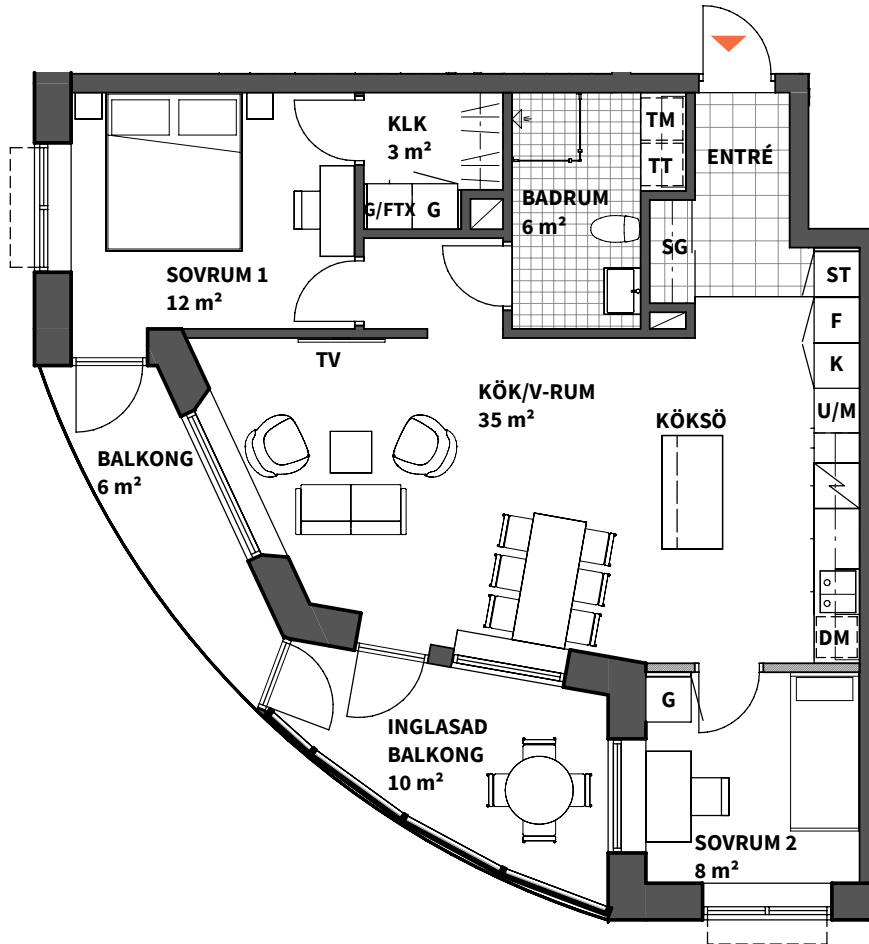 KLK
3 m²
TM
TT
ENTRÉ
G/FTX
G
BADRUM
6 m²
SG
SOVRUM 1
12 m²
ST
F
K
U/M
TV
KÖK/V-RUM
35 m²
KÖKSÖ
BALKONG
6 m²
DM
G
INGLASAD
BALKONG
10 m²
SOVRUM 2
8 m²